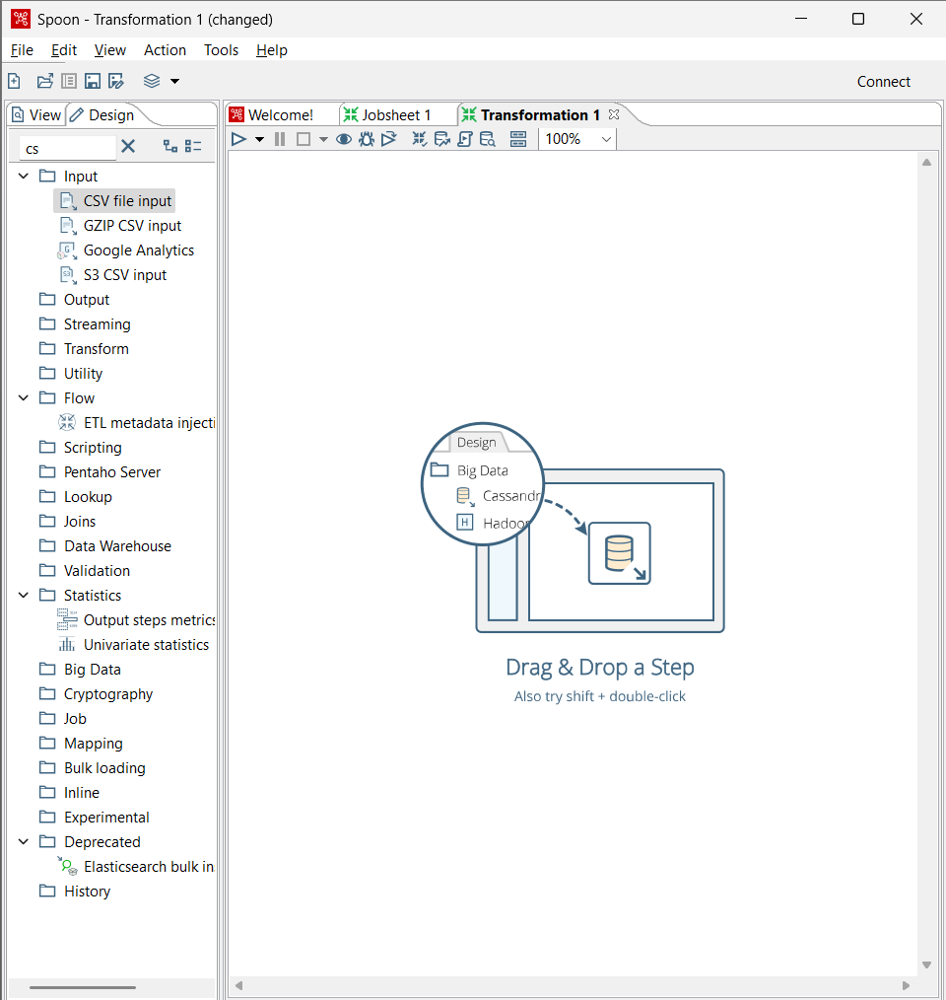 Spoon - Transformation 1 (changed)
File Edit View Action Tools Help
Connect
View Design
Welcome! Jobsheet 1 Transformation 1
cs
100%
Input
CSV file input
GZIP CSV input
Google Analytics
S3 CSV input
Output
Streaming
Transform
Utility
Flow
ETL metadata injecti
Scripting
Pentaho Server
Lookup
Joins
Data Warehouse
Validation
Statistics
Output steps metrics
Univariate statistics
Big Data
Cryptography
Job
Mapping
Bulk loading
Inline
Experimental
Deprecated
Elasticsearch bulk in
History
Design
Big Data
Cassandr
H Hadoop
Drag & Drop a Step
Also try shift + double-click